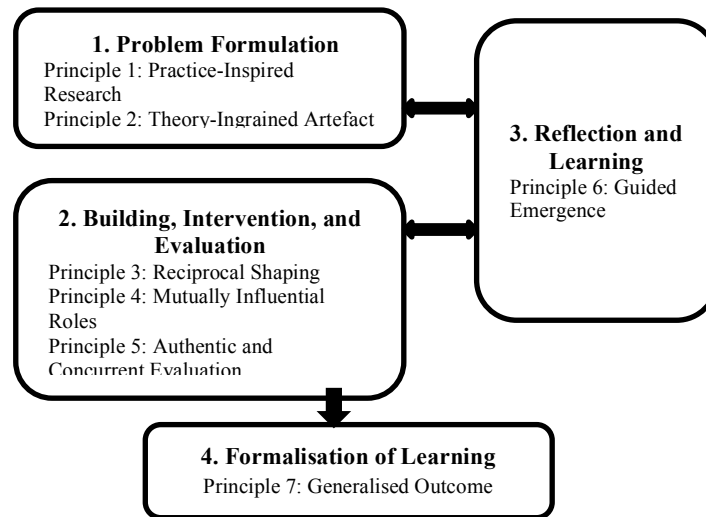 1. Problem Formulation
Principle 1: Practice-Inspired
Research
Principle 2: Theory-Ingrained Artefact
2. Building, Intervention, and
Evaluation
Principle 3: Reciprocal Shaping
Principle 4: Mutually Influential
Roles
Principle 5: Authentic and
Concurrent Evaluation
3. Reflection and
Learning
Principle 6: Guided
Emergence
4. Formalisation of Learning
Principle 7: Generalised Outcome